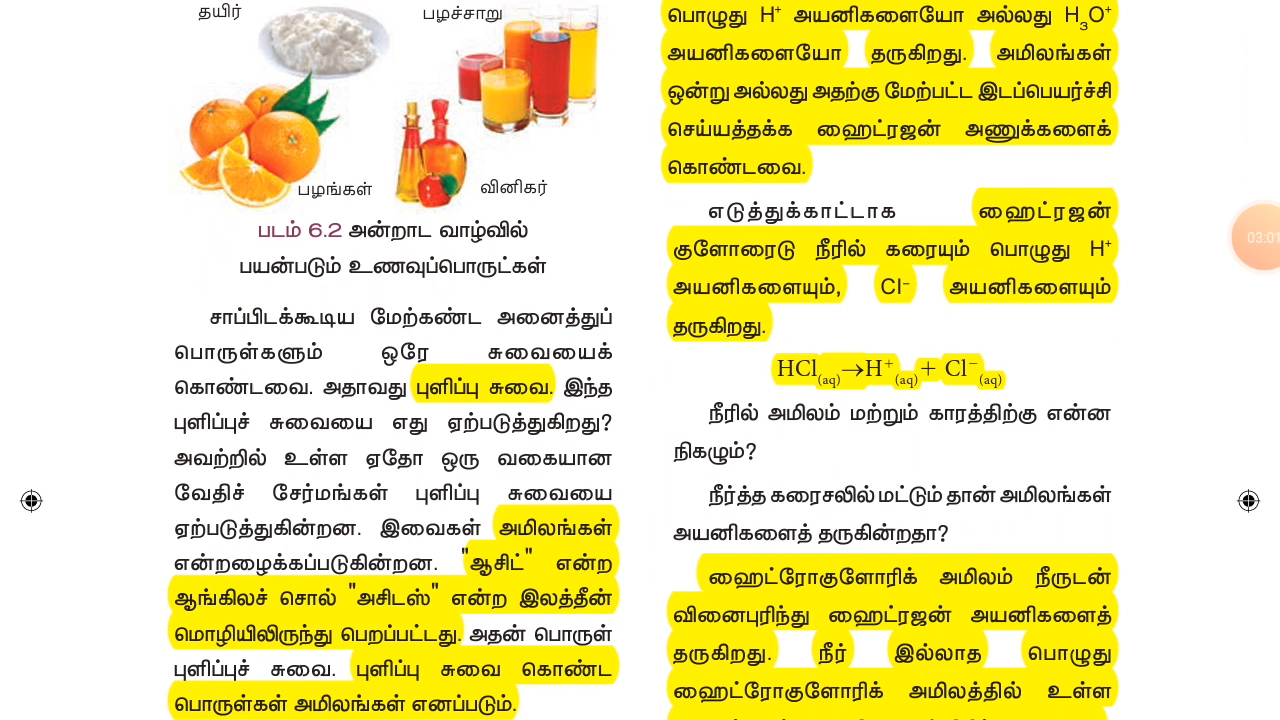 தயிர்
பழச்சாறு
பழங்கள்
வினிகர்
படம் 6.2 அன்றாட வாழ்வில்
பயன்படும் உணவுப்பொருட்கள்
சாப்பிடக்கூடிய மேற்கண்ட அனைத்துப்
பொருள்களும் ஒரே சுவையைக்
கொண்டவை. அதாவது புளிப்பு சுவை. இந்த
புளிப்புச் சுவையை எது ஏற்படுத்துகிறது?
அவற்றில் உள்ள ஏதோ ஒரு வகையான
வேதிச் சேர்மங்கள் புளிப்பு சுவையை
ஏற்படுத்துகின்றன. இவைகள் அமிலங்கள்
என்றழைக்கப்படுகின்றன. "ஆசிட்" என்ற
ஆங்கிலச் சொல் "அசிடஸ்" என்ற இலத்தீன்
மொழியிலிருந்து பெறப்பட்டது. அதன் பொருள்
புளிப்புச் சுவை. புளிப்பு சுவை கொண்ட
பொருள்கள் அமிலங்கள் எனப்படும்.
பொழுது H⁺ அயனிகளையோ அல்லது H₃O⁺
அயனிகளையோ தருகிறது. அமிலங்கள்
ஒன்று அல்லது அதற்கு மேற்பட்ட இடப்பெயர்ச்சி
செய்யத்தக்க ஹைட்ரஜன் அணுக்களைக்
கொண்டவை.
எடுத்துக்காட்டாக ஹைட்ரஜன்
குளோரைடு நீரில் கரையும் பொழுது H⁺
அயனிகளையும், Cl⁻ அயனிகளையும்
தருகிறது.
HCl(aq)→H⁺(aq)+ Cl⁻(aq)
நீரில் அமிலம் மற்றும் காரத்திற்கு என்ன
நிகழும்?
நீர்த்த கரைசலில் மட்டும் தான் அமிலங்கள்
அயனிகளைத் தருகின்றதா?
ஹைட்ரோகுளோரிக் அமிலம் நீருடன்
வினைபுரிந்து ஹைட்ரஜன் அயனிகளைத்
தருகிறது. நீர் இல்லாத பொழுது
ஹைட்ரோகுளோரிக் அமிலத்தில் உள்ள
03:01